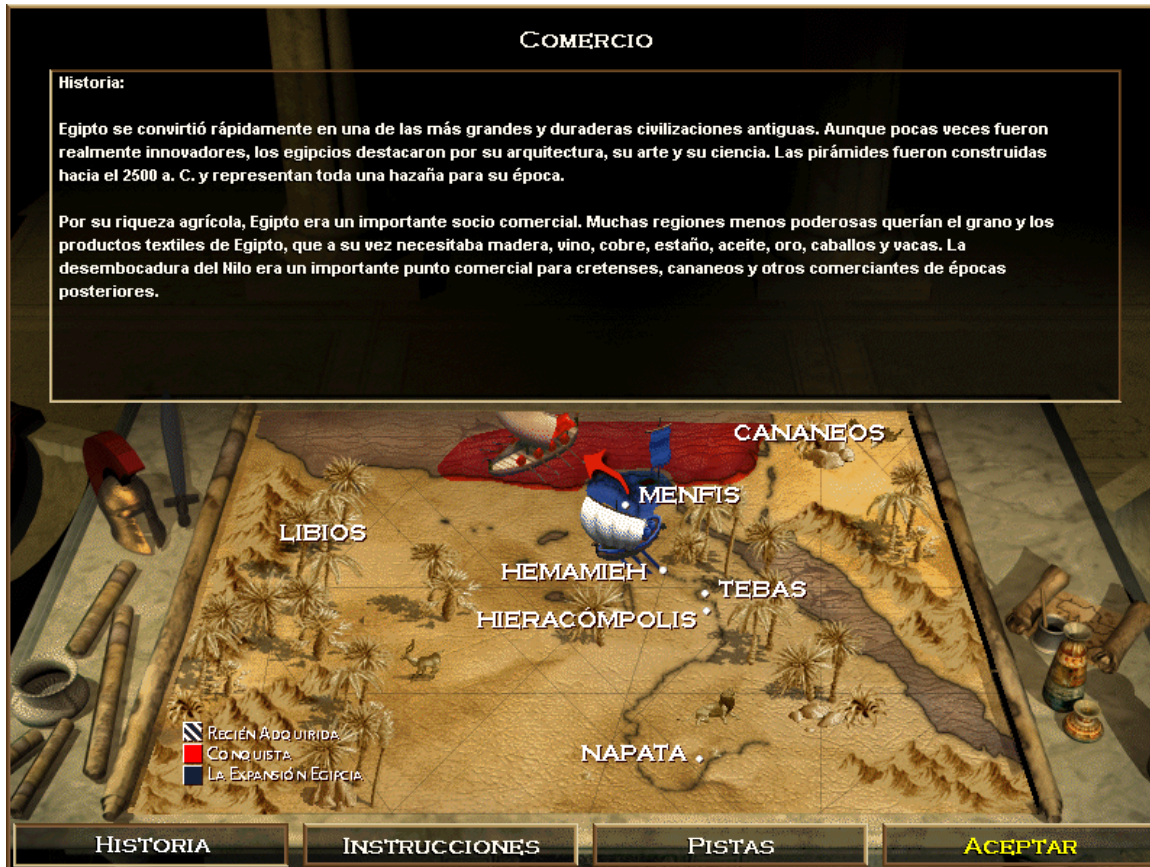 COMERCIO
Historia:
Egipto se convirtió rápidamente en una de las más grandes y duraderas civilizaciones antiguas. Aunque pocas veces fueron
realmente innovadores, los egipcios destacaron por su arquitectura, su arte y su ciencia. Las pirámides fueron construidas
hacia el 2500 a. C. y representan toda una hazaña para su época.
Por su riqueza agrícola, Egipto era un importante socio comercial. Muchas regiones menos poderosas querían el grano y los
productos textiles de Egipto, que a su vez necesitaba madera, vino, cobre, estaño, aceite, oro, caballos y vacas. La
desembocadura del Nilo era un importante punto comercial para cretenses, cananeos y otros comerciantes de épocas
posteriores.
CANANEOS
MENFIS
LIBIOS
HEMAMIEH
TEBAS
HIERACÓMPOLIS
RECIÉN ADQUIRIDA
CONQUISTA
LA EXPANSIÓN EGIPCIA
NAPATA
HISTORIA
INSTRUCCIONES
PISTAS
ACEPTAR